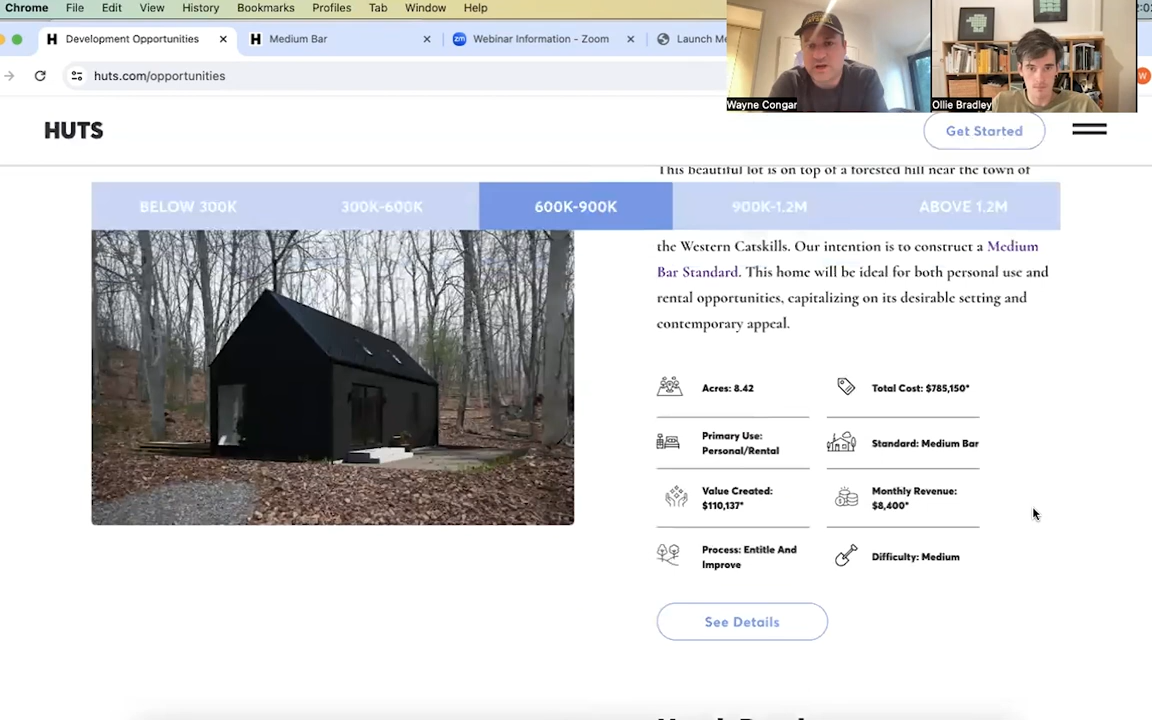 Chrome File Edit View History Bookmarks Profiles Tab Window Help
Development Opportunities
Medium Bar
Webinar Information - Zoom
Launch Me
huts.com/opportunities
W
Wayne Congar
Ollie Bradley
HUTS
Get Started
This beautiful lot is on top of a forested hill near the town of
BELOW 300K
300K-600K
600K-900K
900K-1.2M
ABOVE 1.2M
the Western Catskills. Our intention is to construct a Medium
Bar Standard. This home will be ideal for both personal use and
rental opportunities, capitalizing on its desirable setting and
contemporary appeal.
Acres: 8.42
Total Cost: $785,150*
Primary Use:
Personal/Rental
Standard: Medium Bar
Value Created:
$110,137*
Monthly Revenue:
$8,400*
Process: Entitle And
Improve
Difficulty: Medium
See Details